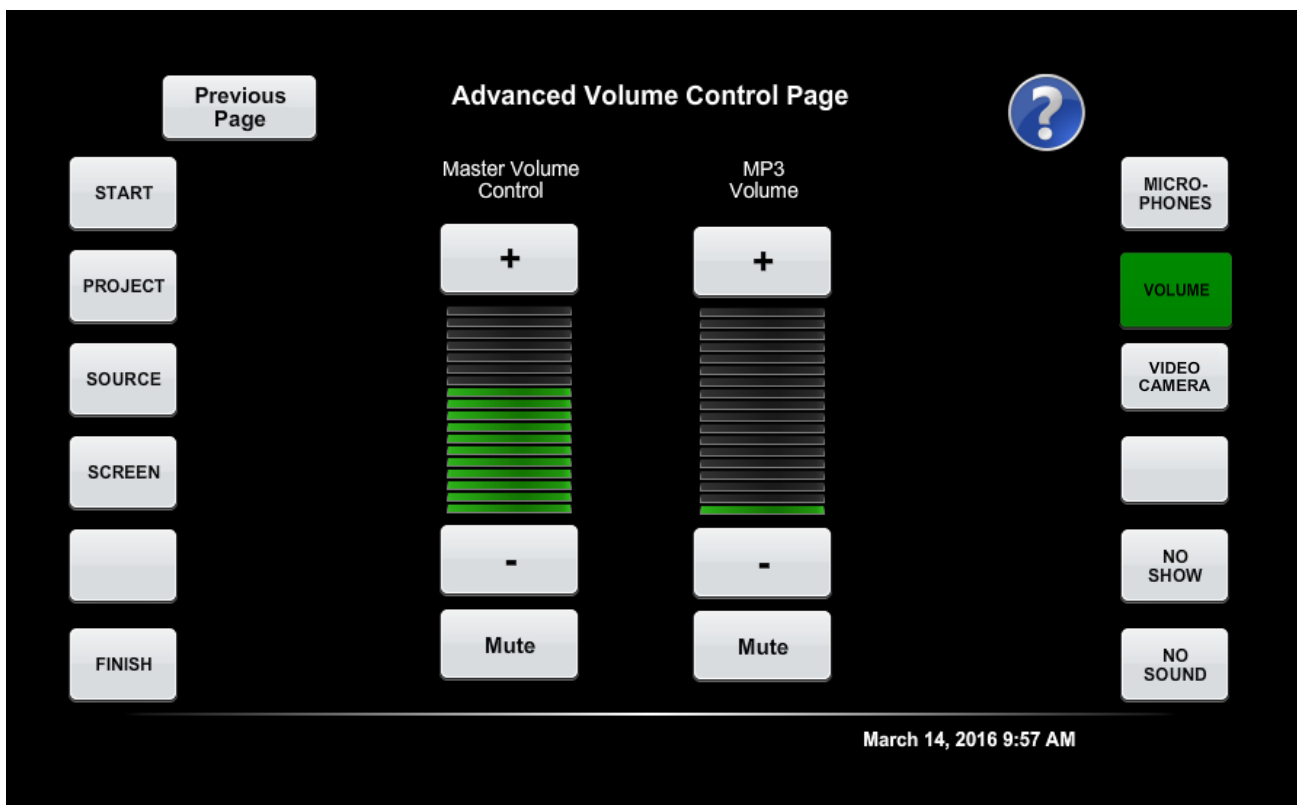 Previous
Page
Advanced Volume Control Page
?
START
PROJECT
SOURCE
SCREEN
FINISH
Master Volume
Control
+
-
Mute
MP3
Volume
+
-
Mute
MICRO-
PHONES
VOLUME
VIDEO
CAMERA
NO
SHOW
NO
SOUND
March 14, 2016 9:57 AM